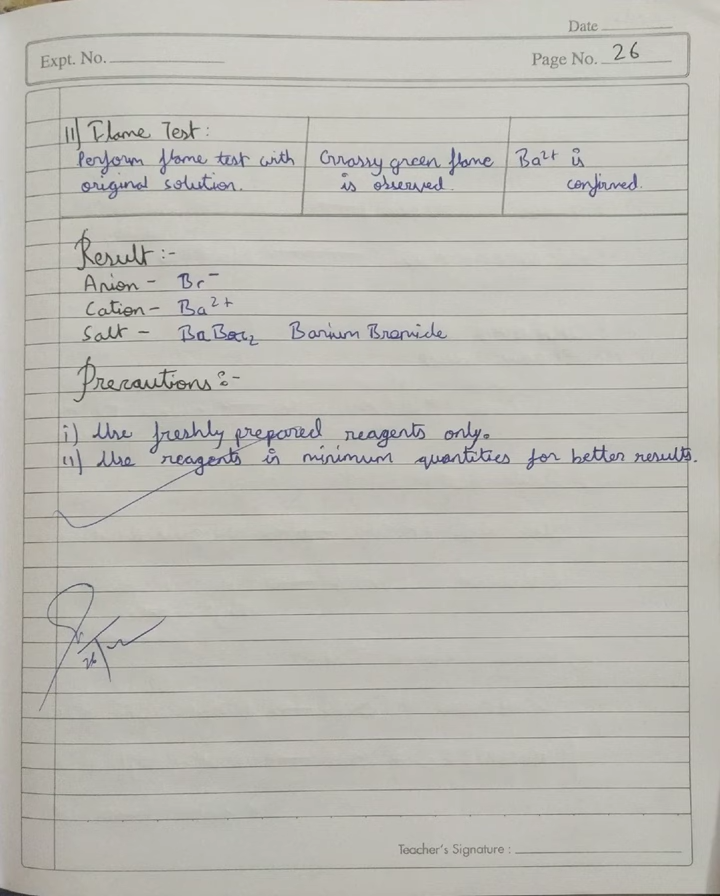 Date
Expt. No.
Page No. 26
11) Flame Test:
Perform flame test with original solution.
Grassy green flame is observed.
Ba²⁺ is confirmed.
Result :-
Anion - Br⁻
Cation - Ba²⁺
Salt - Barium Bromide
Precautions :-
i) Use freshly prepared reagents only.
11) Use reagents in minimum quantities for better results.
26
Teacher's Signature :